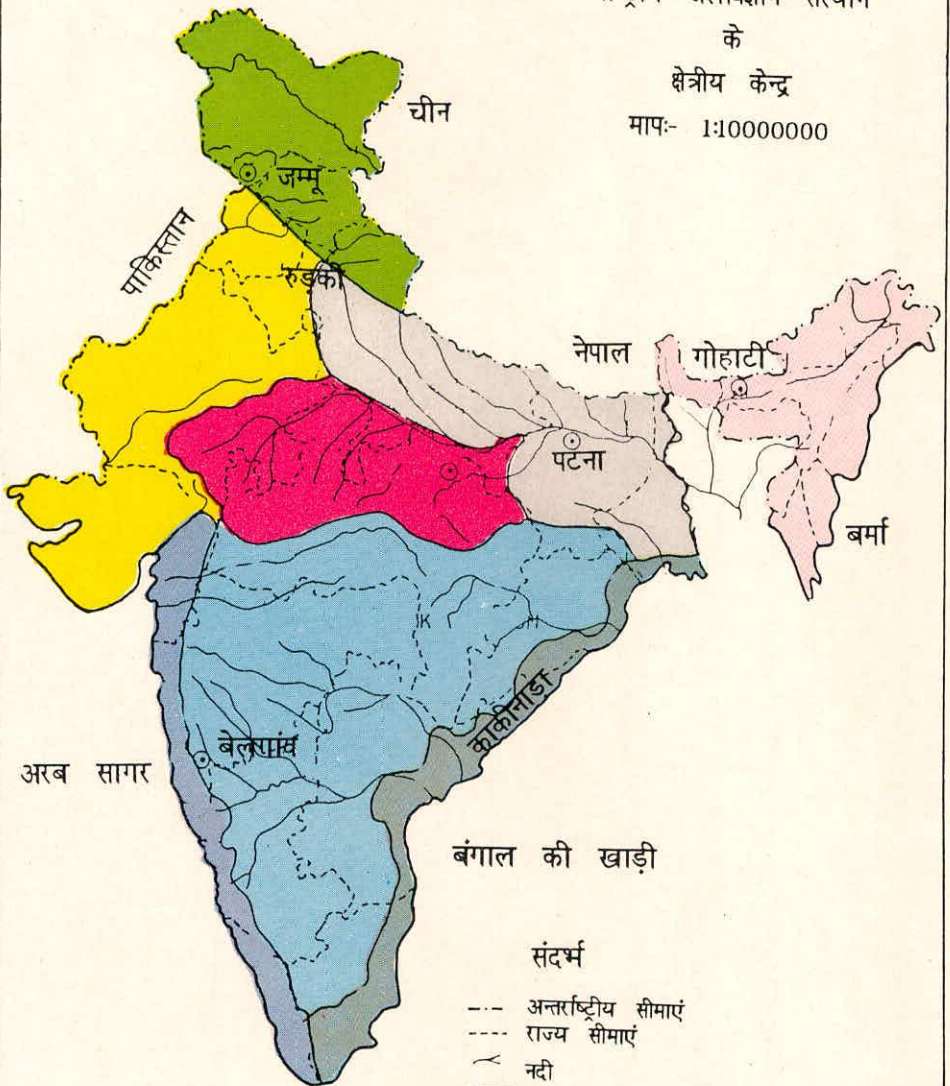 के
क्षेत्रीय केन्द्र
मापः- 1:10000000
चीन
जम्मू
पाकिस्तान
रुड़की
नेपाल
गोहाटी
पटना
बर्मा
काकीनाड़ा
बेलगांव
अरब सागर
बंगाल की खाड़ी
संदर्भ
अन्तर्राष्ट्रीय सीमाएं
राज्य सीमाएं
नदी